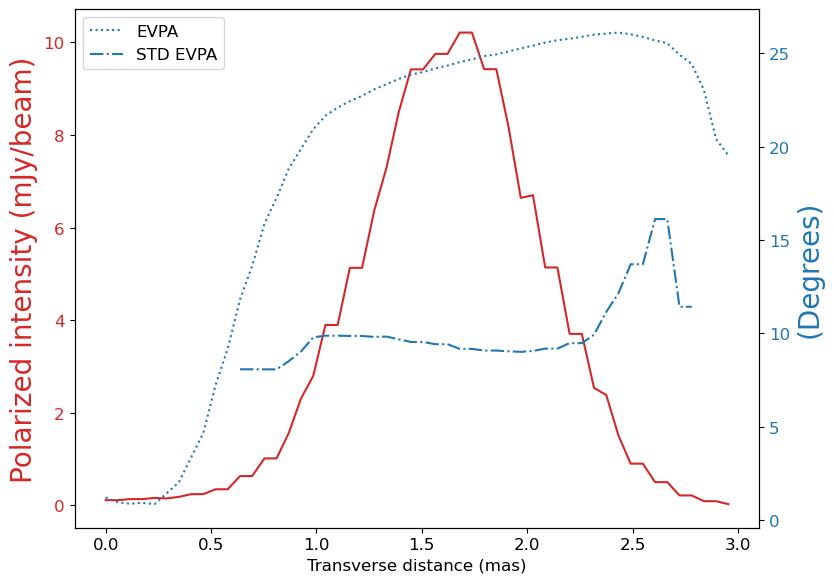 EVPA
STD EVPA
Polarized intensity (mJy/beam)
10
8
6
4
2
0
25
20
15
10
5
0
(Degrees)
0.0 0.5 1.0 1.5 2.0 2.5 3.0
Transverse distance (mas)